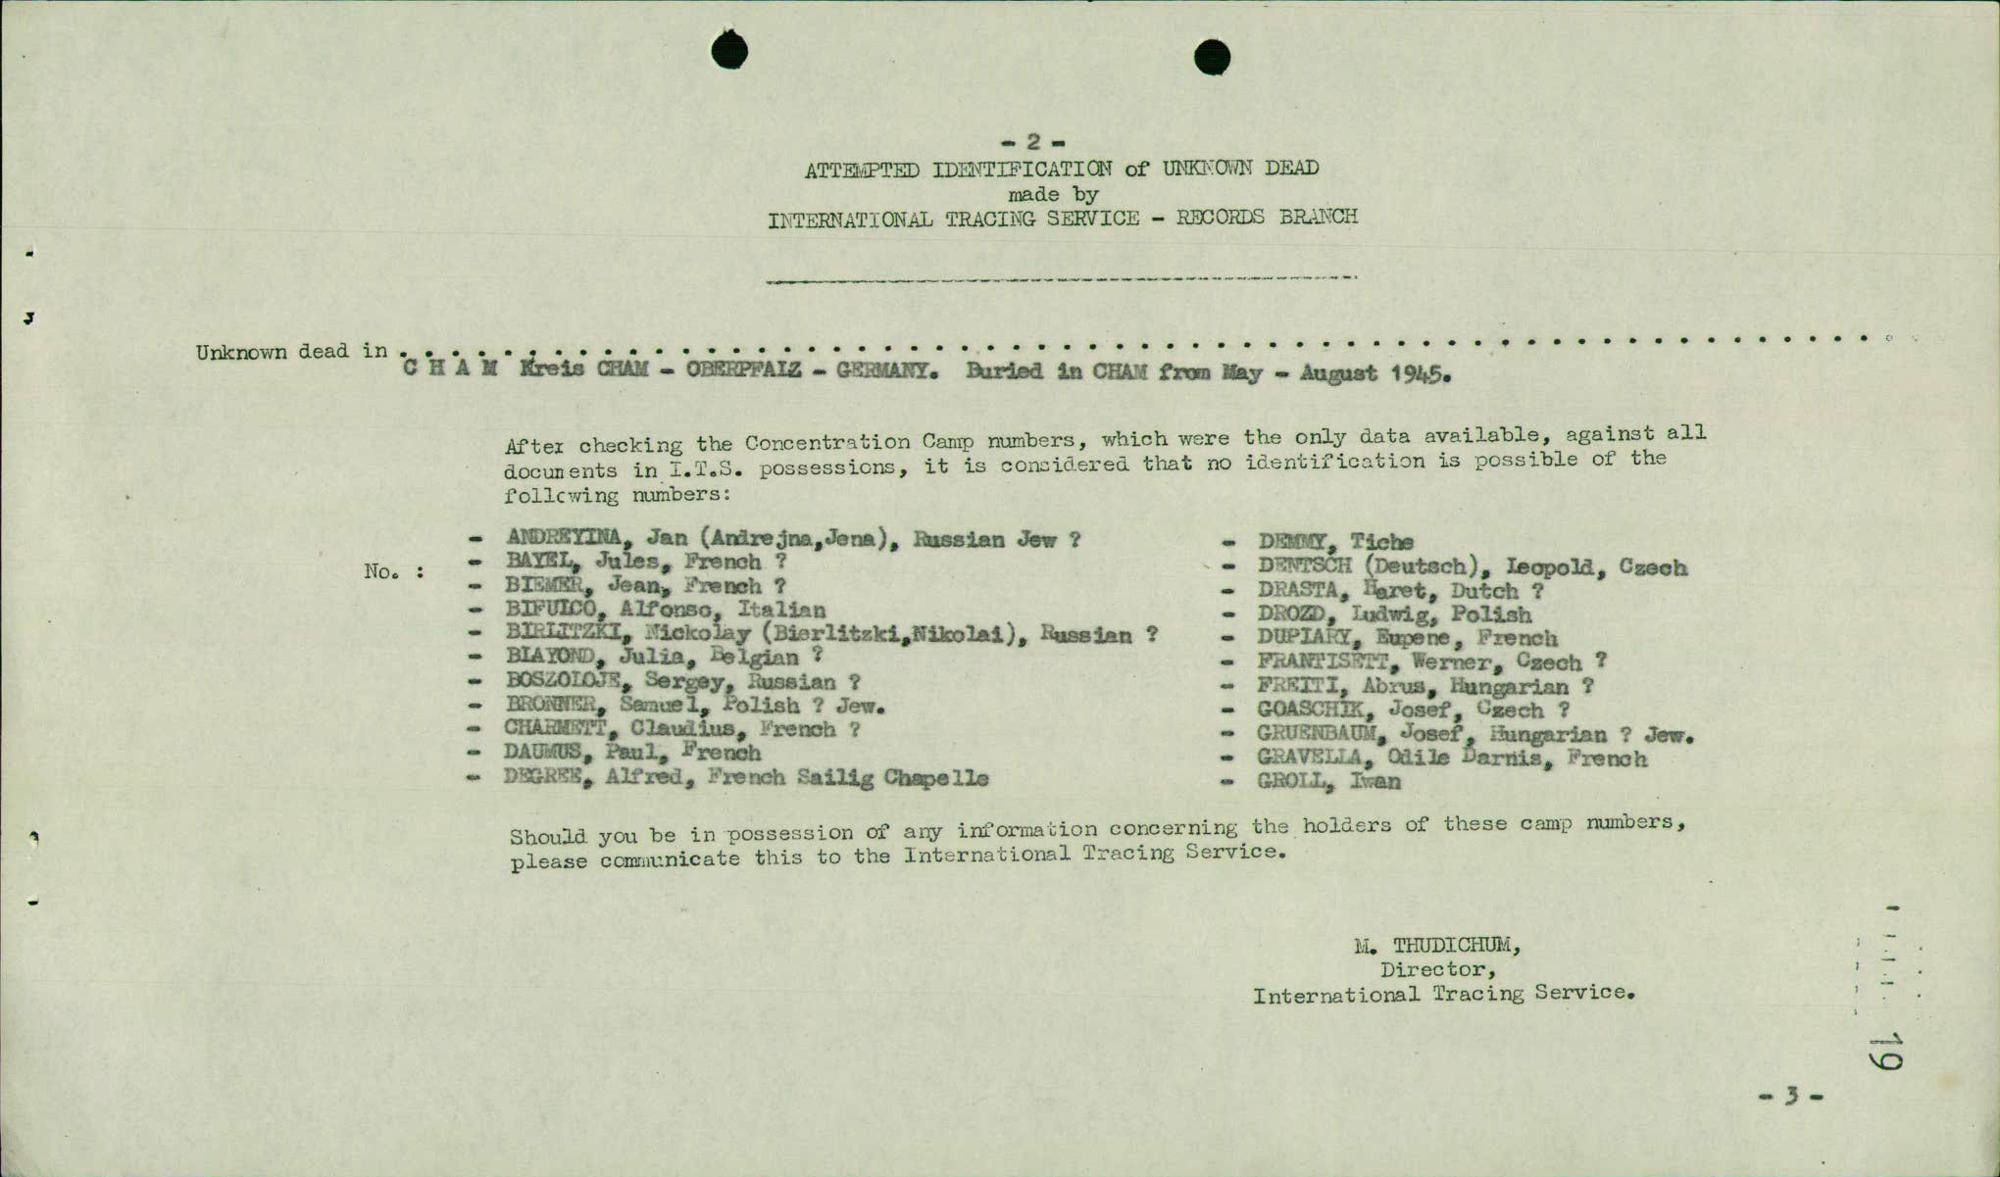 - 2 -
ATTEMPTED IDENTIFICATION of UNKNOWN DEAD
made by
INTERNATIONAL TRACING SERVICE - RECORDS BRANCH
Unknown dead in
C H A M Kreis CHAM - OBERPFALZ - GERMANY. Buried in CHAM from May - August 1945.
After checking the Concentration Camp numbers, which were the only data available, against all
documents in I.T.S. possessions, it is considered that no identification is possible of the
following numbers:
No. :
- ANDREYINA, Jan (Andrejna,Jena), Russian Jew ?
- BAYEL, Jules, French ?
- BIEMER, Jean, French ?
- BIFULCO, Alfonso, Italian
- BIRLITZKI, Nickolay (Bierlitzki,Nikolai), Russian ?
- BLAYOND, Julia, Belgian ?
- BOSZOLOJE, Sergey, Russian ?
- BRONNER, Samuel, Polish ? Jew.
- CHARMETT, Claudius, French ?
- DAUMUS, Paul, French
- DEGREE, Alfred, French Sailig Chapelle
- DEMMY, Tiche
- DENTSCH (Deutsch), Leopold, Czech
- DRASTA, Haret, Dutch ?
- DROZD, Ludwig, Polish
- DUPIARY, Eupene, French
- FRANTISETT, Werner, Czech ?
- FREITI, Abrus, Hungarian ?
- GOASCHIK, Josef, Czech ?
- GRUENBAUM, Josef, Hungarian ? Jew.
- GRAVELLA, Odile Darnis, French
- GROLL, Iwan
Should you be in possession of any information concerning the holders of these camp numbers,
please communicate this to the International Tracing Service.
M. THUDICHUM,
Director,
International Tracing Service.
19
- 3 -